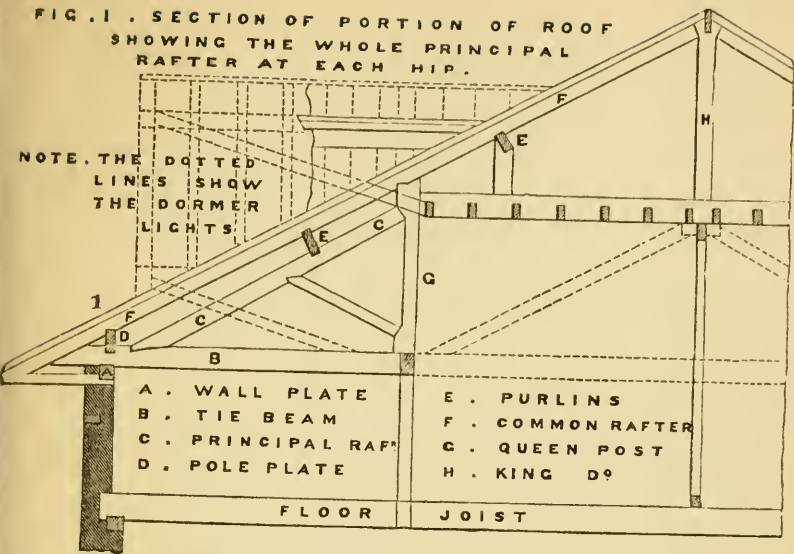 FIG. 1. SECTION OF PORTION OF ROOF
SHOWING THE WHOLE PRINCIPAL
RAFTER AT EACH HIP.
NOTE. THE DOTTED
LINES SHOW
THE DORMER
LIGHTS
F
H
E
E
C
G
1
F
D
C
B
A
A. WALL PLATE
B. TIE BEAM
C. PRINCIPAL RAFR
D. POLE PLATE
E. PURLINS
F. COMMON RAFTER
G. QUEEN POST
H. KING Do
FLOOR JOIST